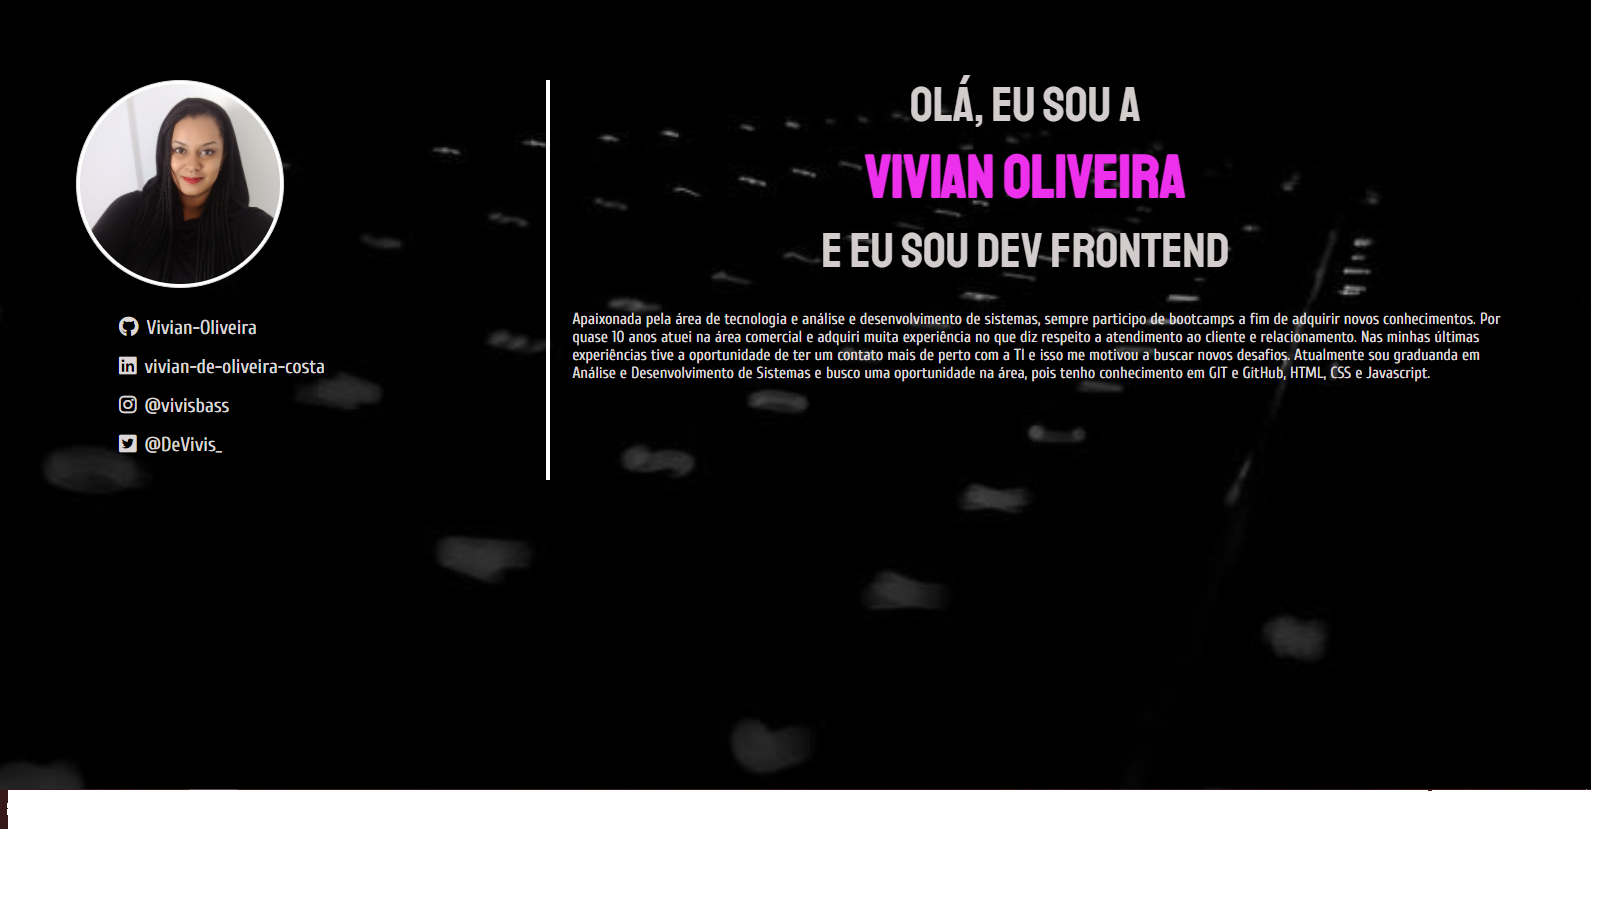 Vivian-Oliveira
vivian-de-oliveira-costa
@vivisbass
@DeVivis_
OLÁ, EU SOU A
VIVIAN OLIVEIRA
E EU SOU DEV FRONTEND
Apaixonada pela área de tecnologia e análise e desenvolvimento de sistemas, sempre participo de bootcamps a fim de adquirir novos conhecimentos. Por
quase 10 anos atuei na área comercial e adquiri muita experiência no que diz respeito a atendimento ao cliente e relacionamento. Nas minhas últimas
experiências tive a oportunidade de ter um contato mais de perto com a TI e isso me motivou a buscar novos desafios. Atualmente sou graduanda em
Análise e Desenvolvimento de Sistemas e busco uma oportunidade na área, pois tenho conhecimento em GIT e GitHub, HTML, CSS e Javascript.